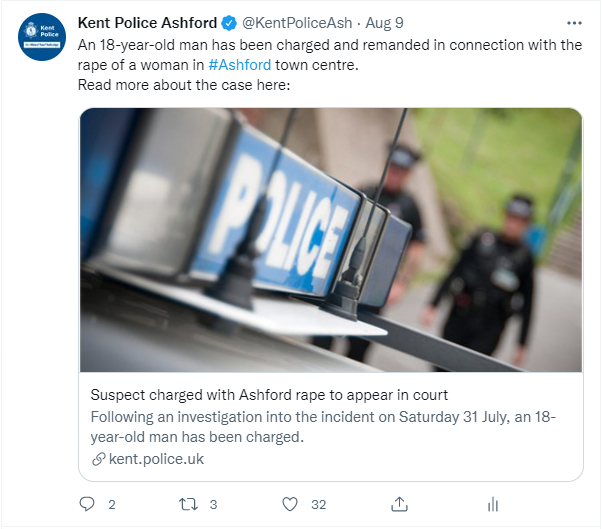 Kent Police Ashford @KentPoliceAsh · Aug 9
An 18-year-old man has been charged and remanded in connection with the
rape of a woman in #Ashford town centre.
Read more about the case here:
Kent
Police
POLICE
Suspect charged with Ashford rape to appear in court
Following an investigation into the incident on Saturday 31 July, an 18-
year-old man has been charged.
kent.police.uk
2 3 32